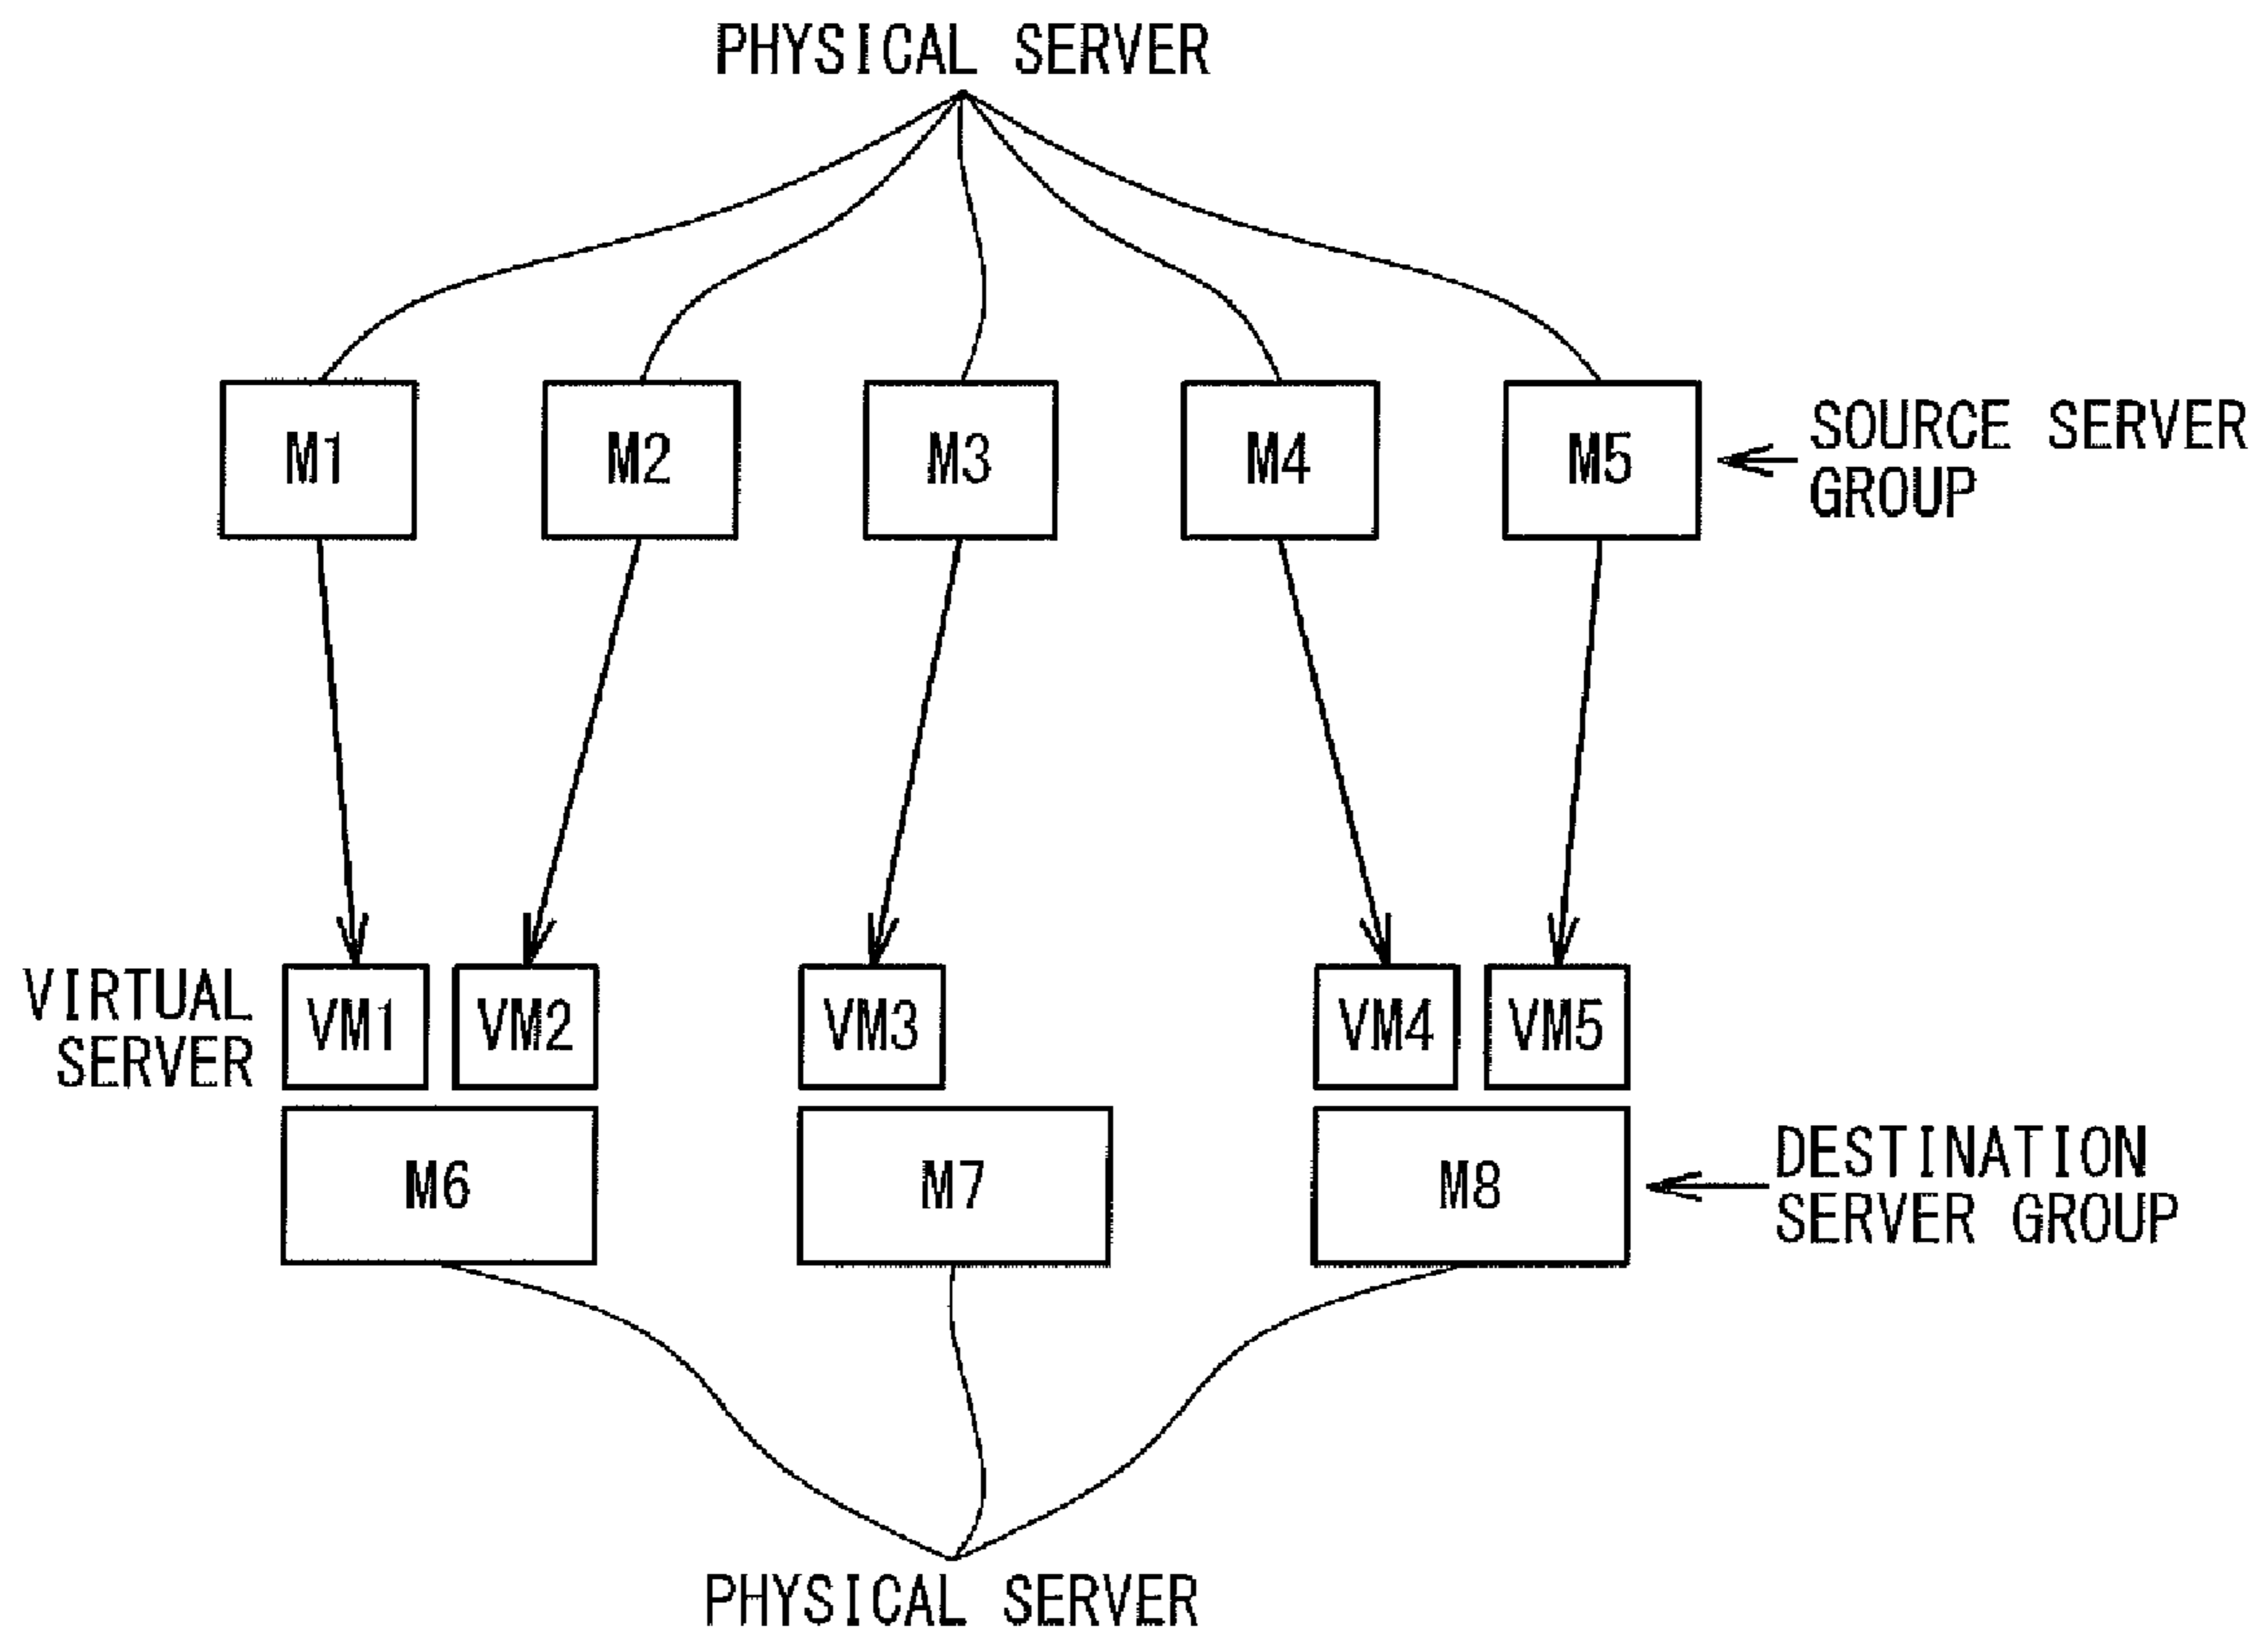 PHYSICAL SERVER
M1
M2
M3
M4
M5
SOURCE SERVER
GROUP
VIRTUAL
SERVER
VM1
VM2
VM3
VM4
VM5
M6
M7
M8
DESTINATION
SERVER GROUP
PHYSICAL SERVER